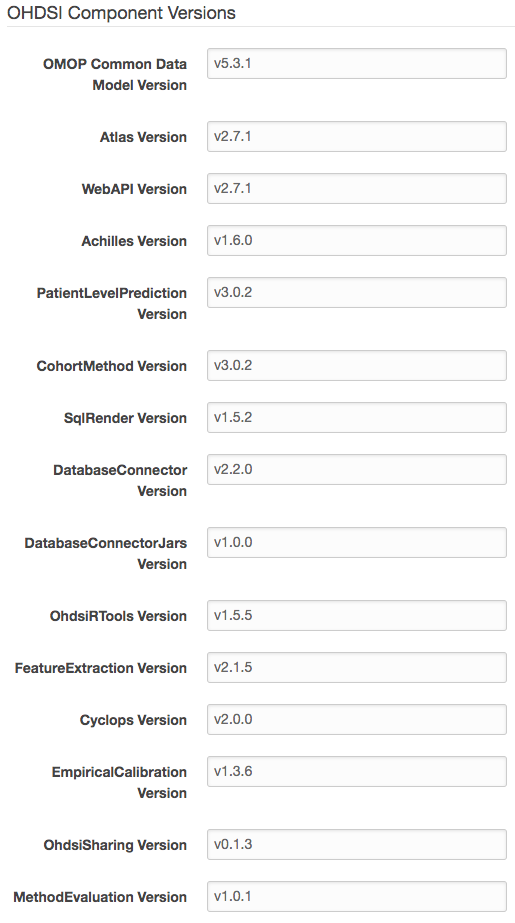 OHDSI Component Versions
OMOP Common Data
Model Version
v5.3.1
Atlas Version
v2.7.1
WebAPI Version
v2.7.1
Achilles Version
v1.6.0
PatientLevelPrediction
Version
v3.0.2
CohortMethod Version
v3.0.2
SqlRender Version
v1.5.2
DatabaseConnector
Version
v2.2.0
DatabaseConnectorJars
Version
v1.0.0
OhdsiRTools Version
v1.5.5
FeatureExtraction Version
v2.1.5
Cyclops Version
v2.0.0
EmpiricalCalibration
Version
v1.3.6
OhdsiSharing Version
v0.1.3
MethodEvaluation Version
v1.0.1